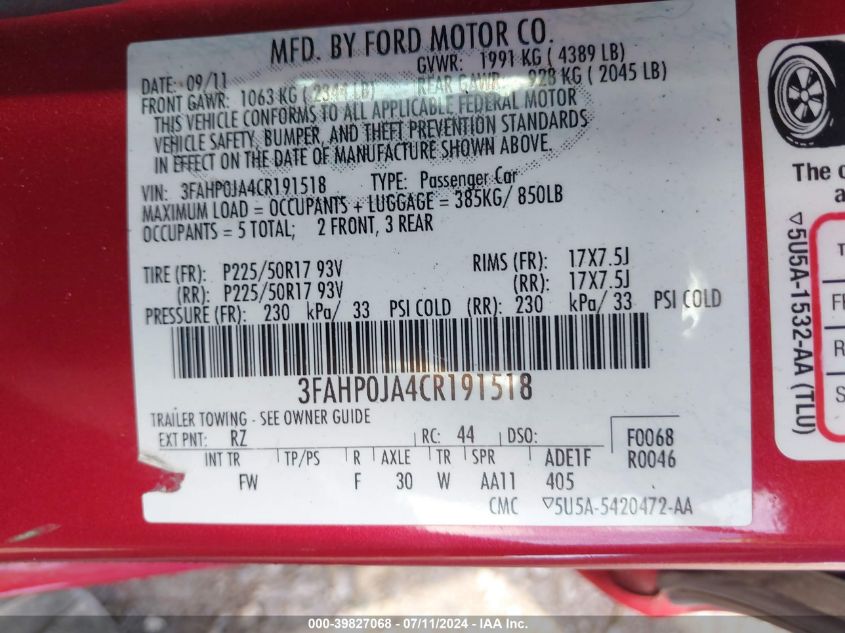 MFD. BY FORD MOTOR CO.
DATE: 09/11 GVWR: 1991 KG ( 4389 LB)
FRONT GAWR: 1063 KG ( LB) REAR GAWR: 928 KG ( 2045 LB)
THIS VEHICLE CONFORMS TO ALL APPLICABLE FEDERAL MOTOR
VEHICLE SAFETY, BUMPER, AND THEFT PREVENTION STANDARDS
IN EFFECT ON THE DATE OF MANUFACTURE SHOWN ABOVE.
VIN: 3FAHP0JA4CR191518 TYPE: Passenger Car
MAXIMUM LOAD = OCCUPANTS + LUGGAGE = 385KG/ 850LB
OCCUPANTS = 5 TOTAL; 2 FRONT, 3 REAR
TIRE (FR): P225/50R17 93V RIMS (FR): 17X7.5J
(RR): P225/50R17 93V (RR): 17X7.5J
PRESSURE (FR): 230 kPa/ 33 PSI COLD (RR): 230 kPa/ 33 PSI COLD
3FAHP0JA4CR191518
TRAILER TOWING - SEE OWNER GUIDE
EXT PNT: RZ RC: 44 DSO: F0068
INT TR TP/PS R AXLE TR SPR ADE1F R0046
FW F 30 W AA11 405
CMC ▽5U5A-5420472-AA
The
a
▽5U5A-1532-AA (TLU)
T
F
R
S
000-39827068 - 07/11/2024 - IAA Inc.